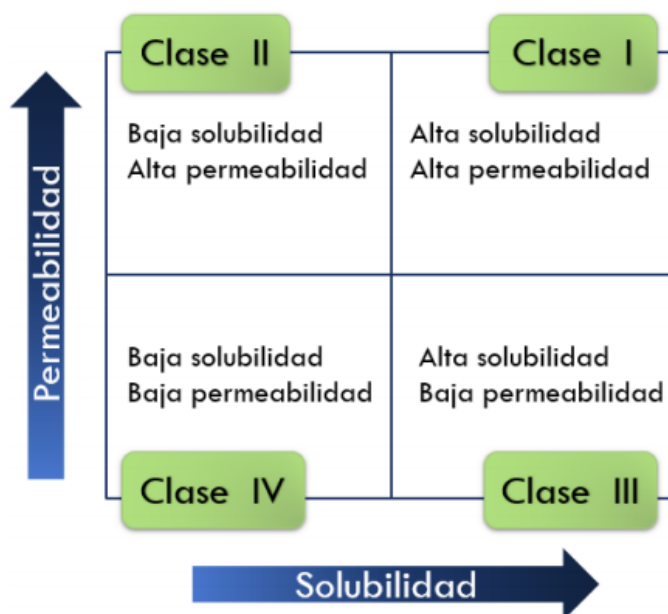 Clase II
Clase I
Baja solubilidad
Alta permeabilidad
Alta solubilidad
Alta permeabilidad
Permeabilidad
Baja solubilidad
Baja permeabilidad
Alta solubilidad
Baja permeabilidad
Clase IV
Clase III
Solubilidad